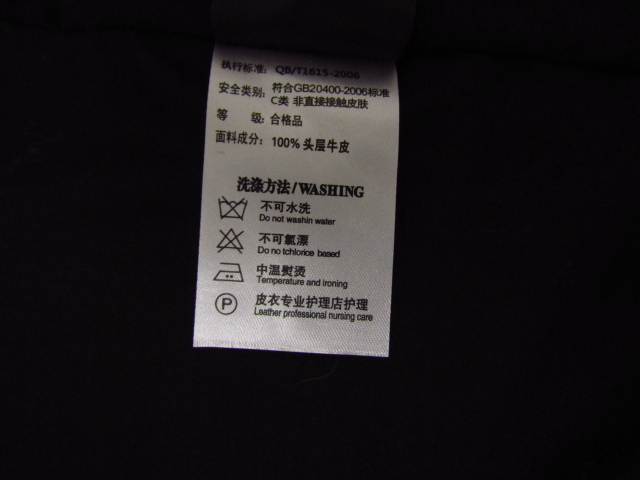 执行标准： QB/T1615-2006
安全类别： 符合GB20400-2006标准
C类 非直接接触皮肤
等 级： 合格品
面料成分： 100% 头层牛皮
洗涤方法/WASHING
不可水洗
Do not washin water
不可氯漂
Do no tchlorice based
中温熨烫
Temperature and ironing
P 皮衣专业护理店护理
Leather professional nursing care